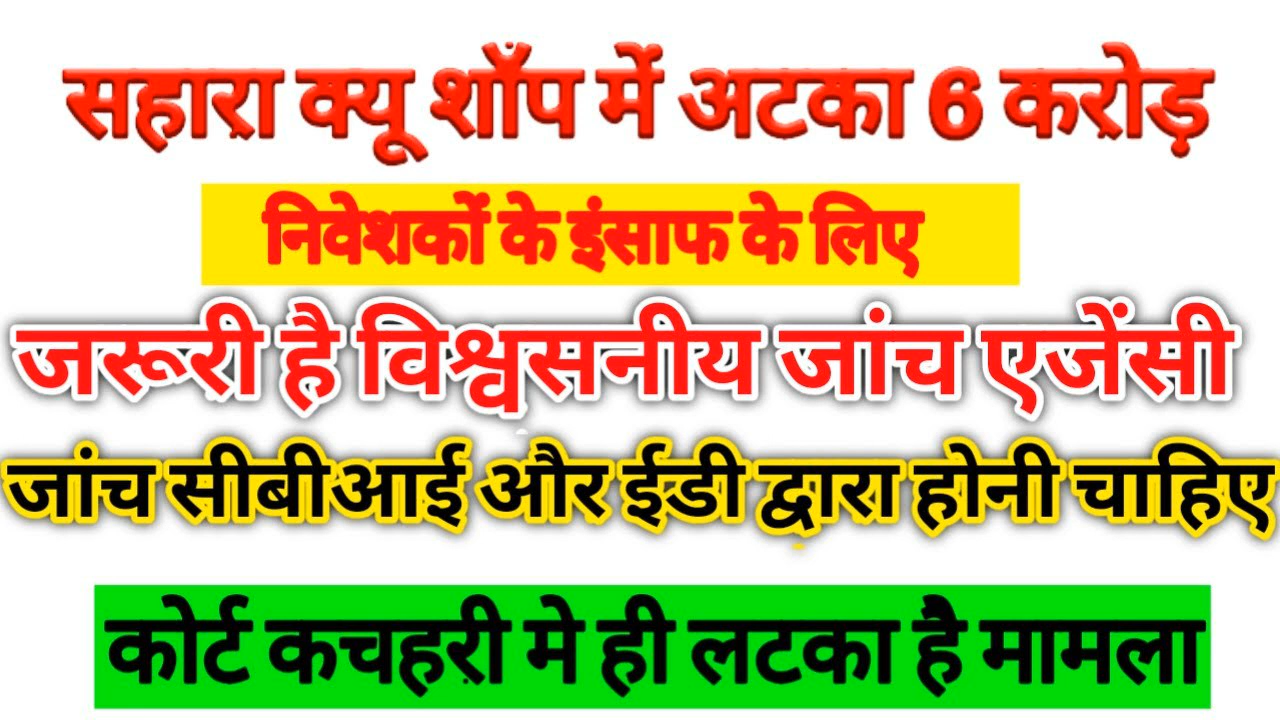 सहारा क्यू शॉप में अटका 6 करोड़
निवेशकों के इंसाफ के लिए
जरूरी है विश्वसनीय जांच एजेंसी
जांच सीबीआई और ईडी द्वारा होनी चाहिए
कोर्ट कचहरी मे ही लटका है मामला